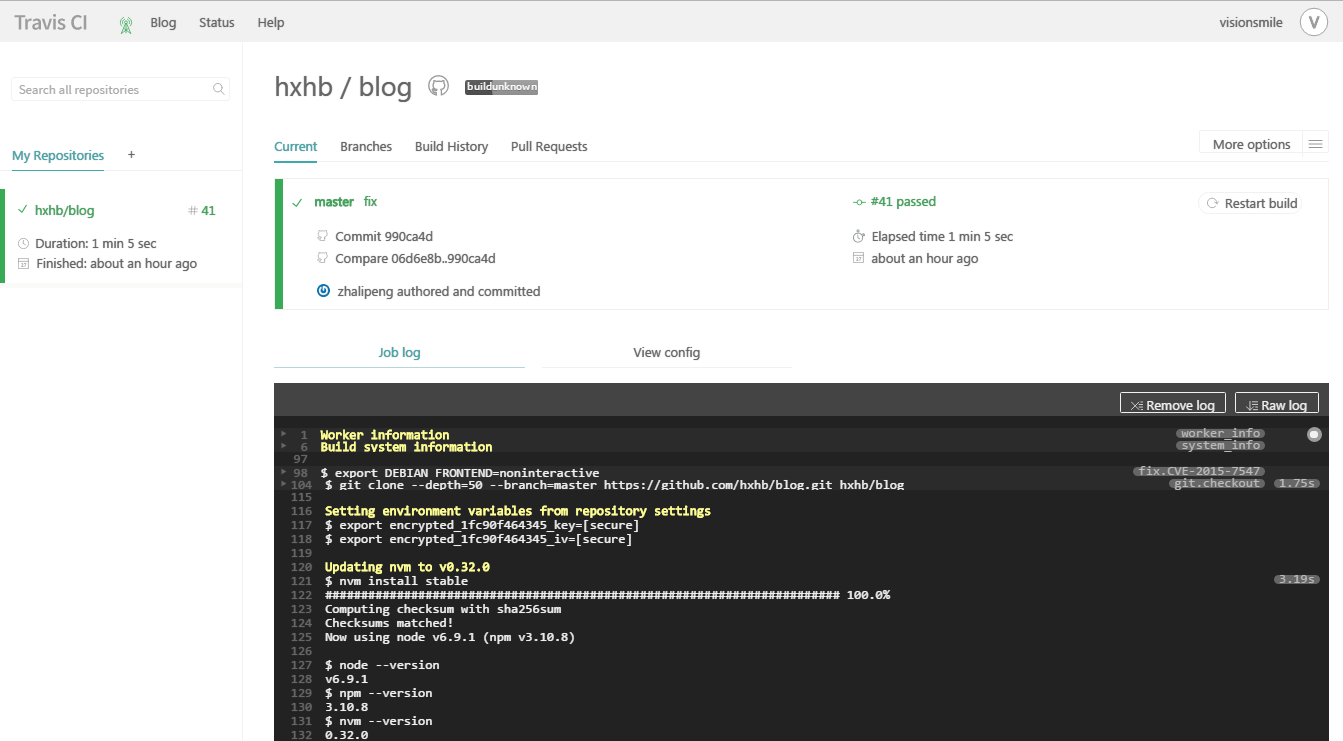 Travis CI Blog Status Help visionsmile V
Search all repositories
My Repositories +
hxhb/blog # 41
Duration: 1 min 5 sec
Finished: about an hour ago
hxhb / blog buildunknown
Current Branches Build History Pull Requests More options
master fix #41 passed Restart build
Commit 990ca4d Elapsed time 1 min 5 sec
Compare 06d6e8b..990ca4d about an hour ago
zhalipeng authored and committed
Job log View config
Remove log Raw log
1 Worker information worker_info
6 Build system information system_info
97
98 $ export DEBIAN_FRONTEND=noninteractive fix.CVE-2015-7547
104 $ git clone --depth=50 --branch=master https://github.com/hxhb/blog.git hxhb/blog git.checkout 1.75s
115
116 Setting environment variables from repository settings
117 $ export encrypted_1fc90f464345_key=[secure]
118 $ export encrypted_1fc90f464345_iv=[secure]
119
120 Updating nvm to v0.32.0
121 $ nvm install stable 3.19s
122 ######################################################################## 100.0%
123 Computing checksum with sha256sum
124 Checksums matched!
125 Now using node v6.9.1 (npm v3.10.8)
126
127 $ node --version
128 v6.9.1
129 $ npm --version
130 3.10.8
131 $ nvm --version
132 0.32.0